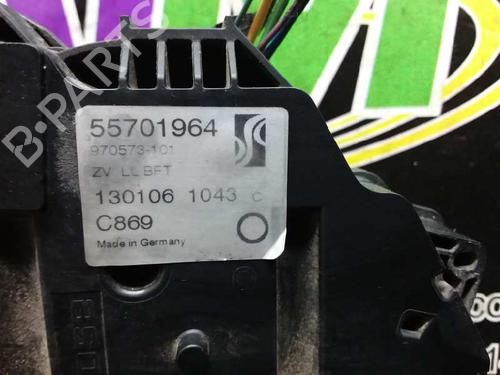 B-PARTS
55701964
970573-101
ZV LL BFT
130106 1043 C
C869
Made in Germany